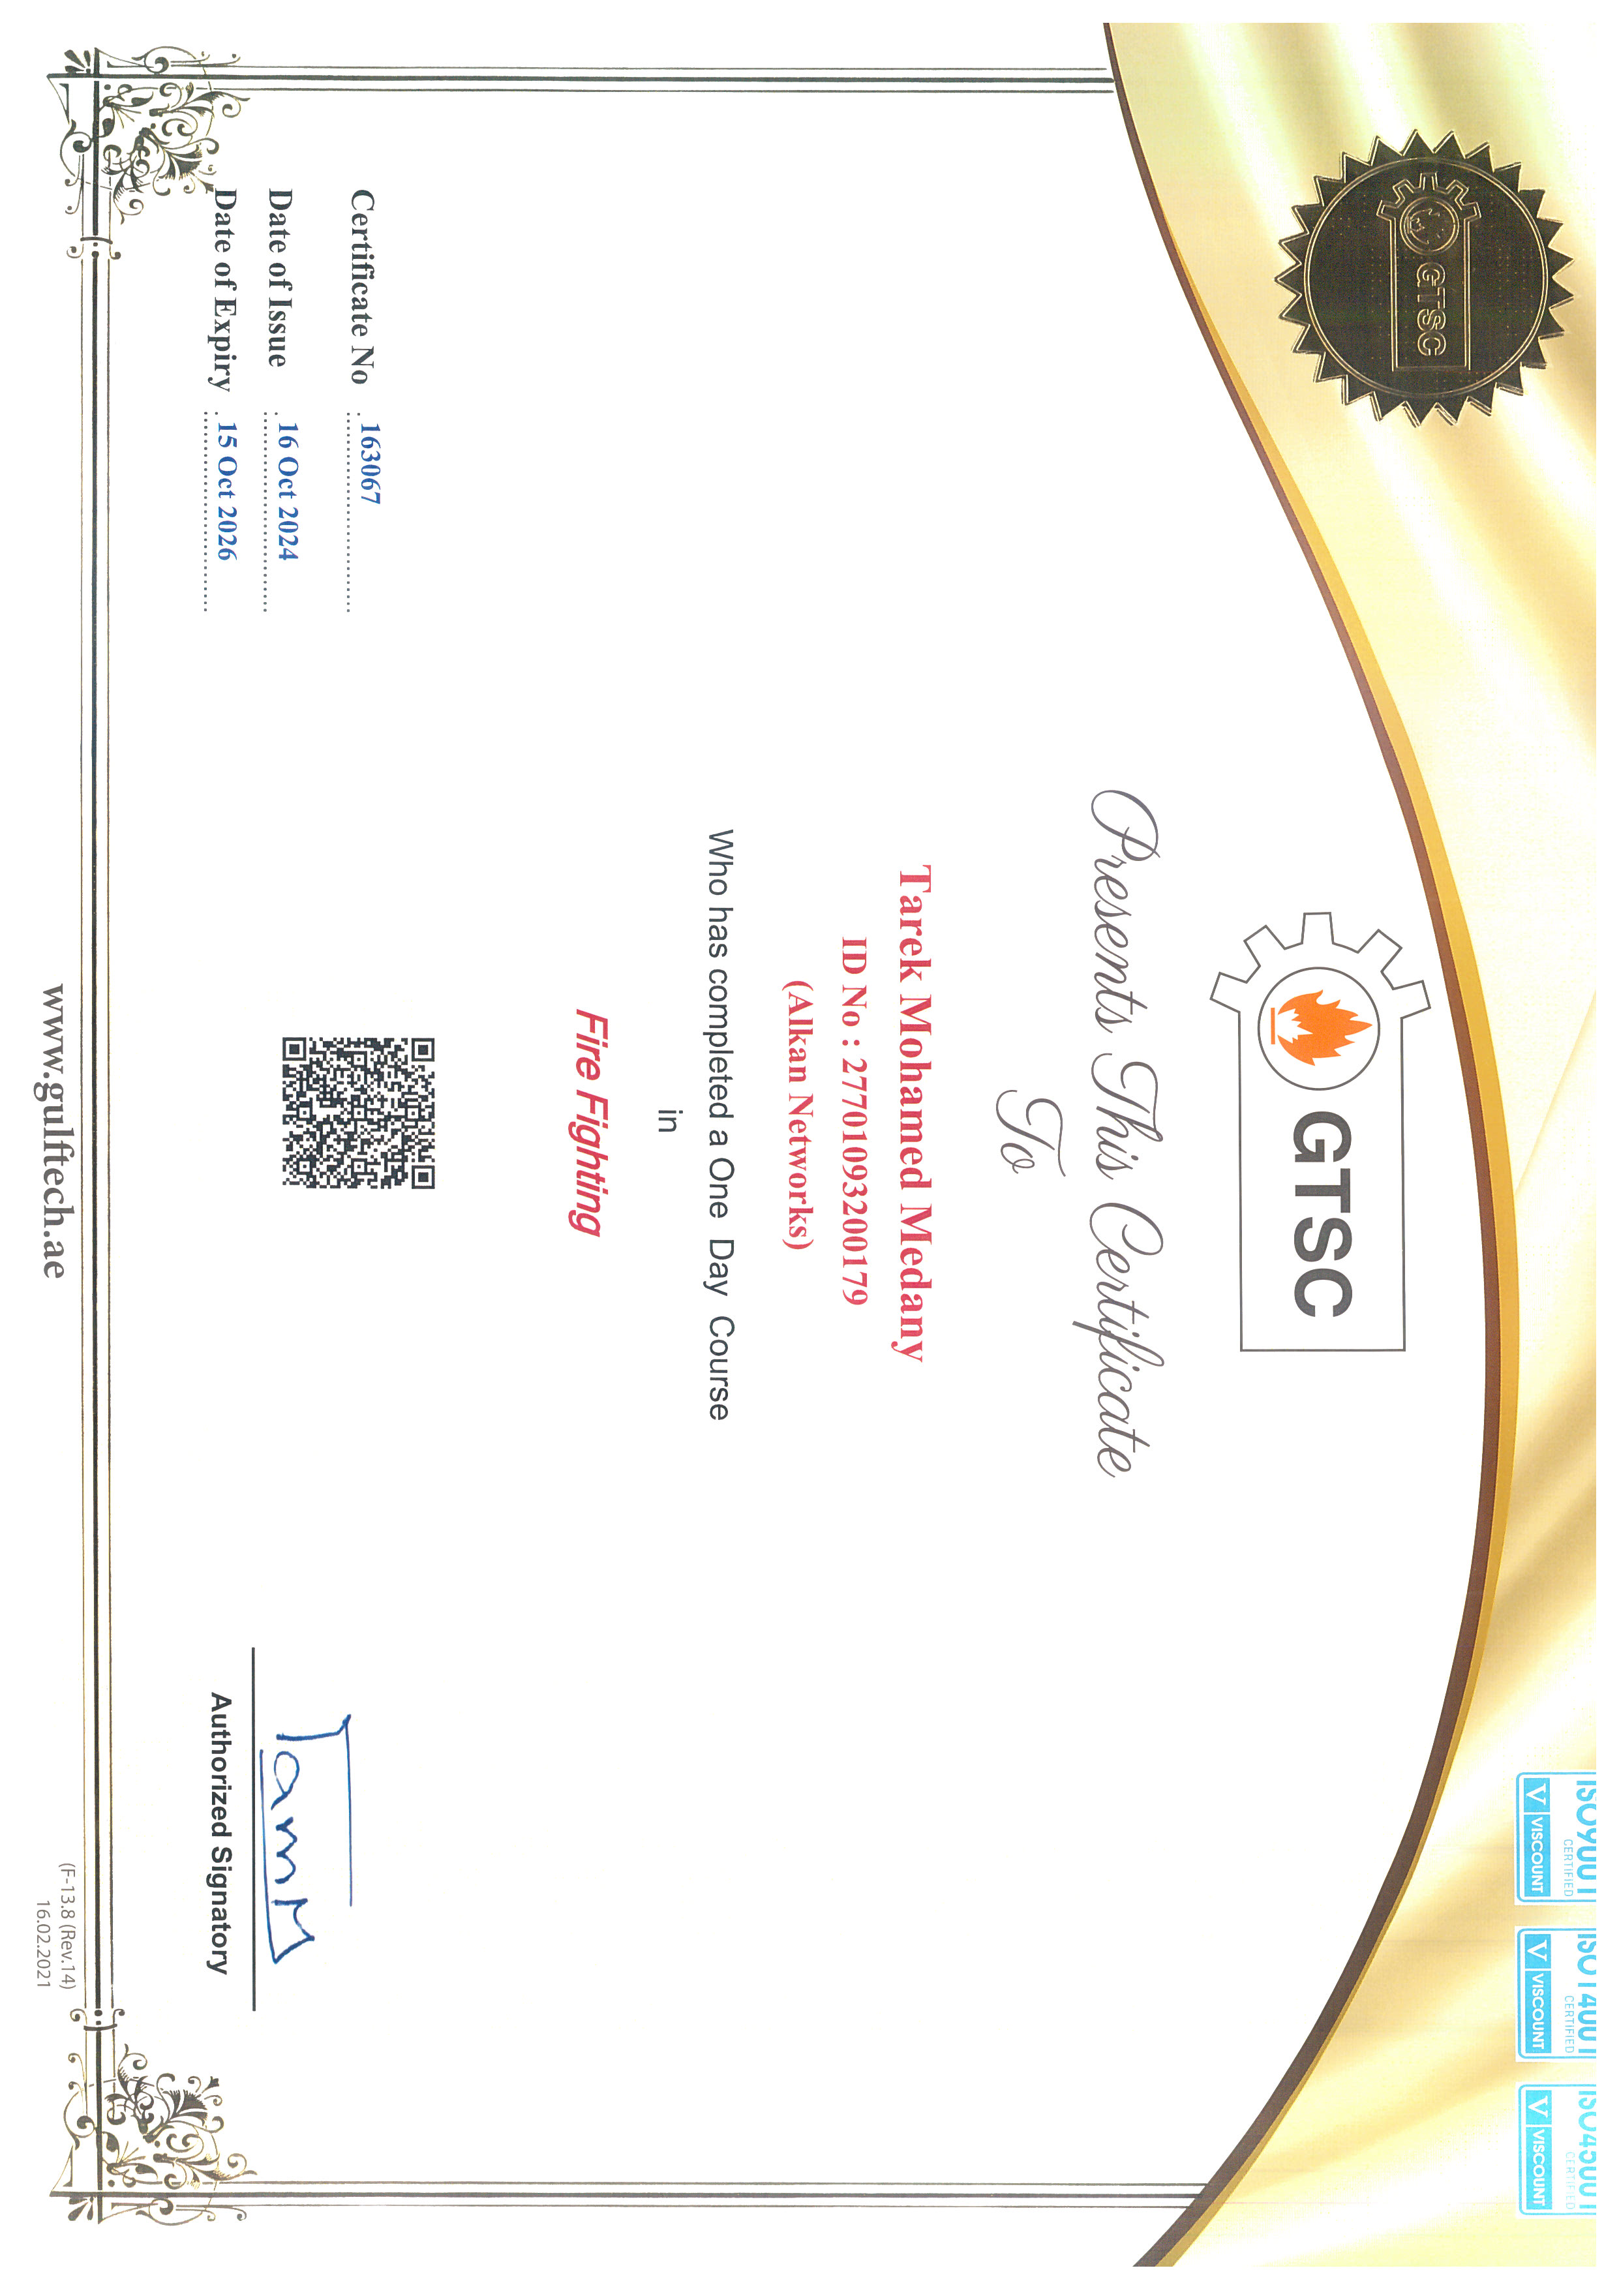 GTSC
ISO9001
CERTIFIED
V VISCOUNT
ISO14001
CERTIFIED
V VISCOUNT
ISO45001
CERTIFIED
V VISCOUNT
GTSC
Presents This Certificate
To
Tarek Mohamed Medany
ID No : 27701093200179
(Alkan Networks)
Who has completed a One Day Course
in
Fire Fighting
Certificate No : 163067
Date of Issue : 16 Oct 2024
Date of Expiry : 15 Oct 2026
Authorized Signatory
www.gulftech.ae
(F-13.8 (Rev.14)
16.02.2021